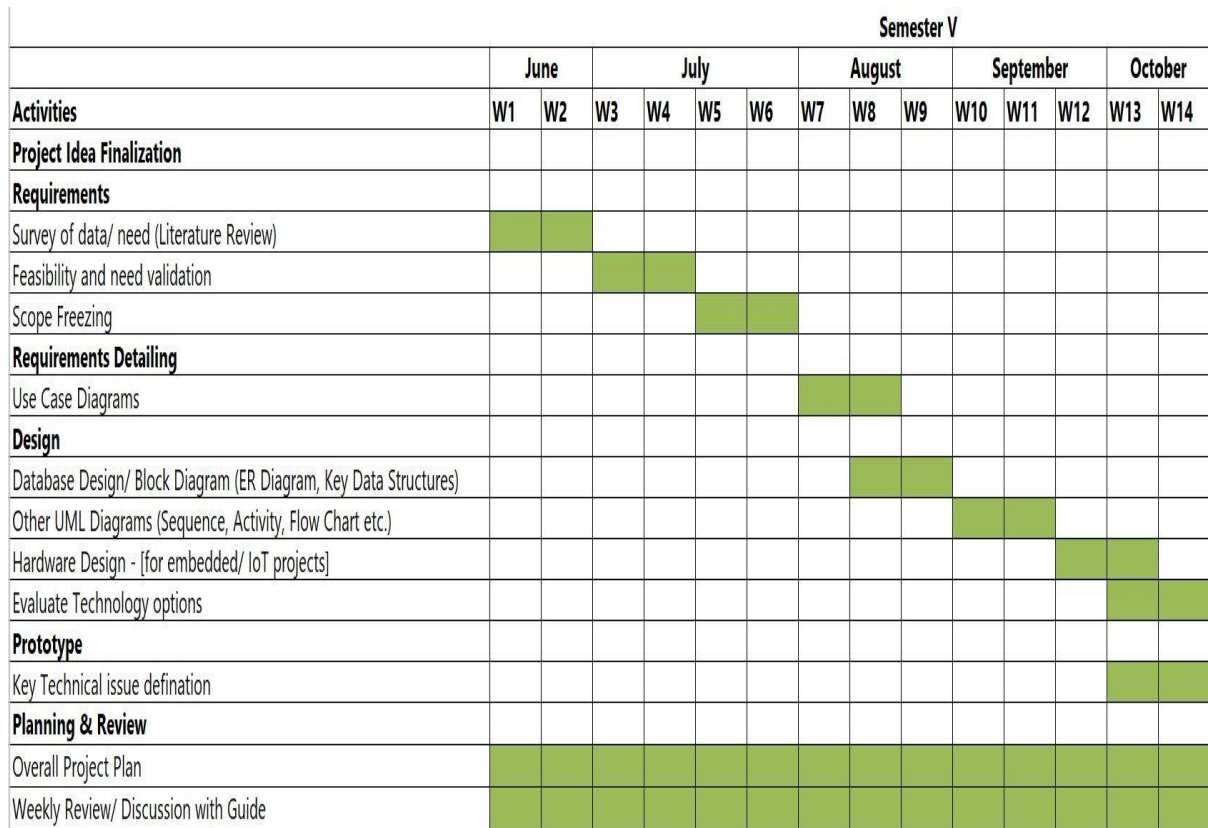 Semester V
June July August September October
Activities W1 W2 W3 W4 W5 W6 W7 W8 W9 W10 W11 W12 W13 W14
Project Idea Finalization
Requirements
Survey of data/ need (Literature Review)
Feasibility and need validation
Scope Freezing
Requirements Detailing
Use Case Diagrams
Design
Database Design/ Block Diagram (ER Diagram, Key Data Structures)
Other UML Diagrams (Sequence, Activity, Flow Chart etc.)
Hardware Design - [for embedded/ IoT projects]
Evaluate Technology options
Prototype
Key Technical issue defination
Planning & Review
Overall Project Plan
Weekly Review/ Discussion with Guide